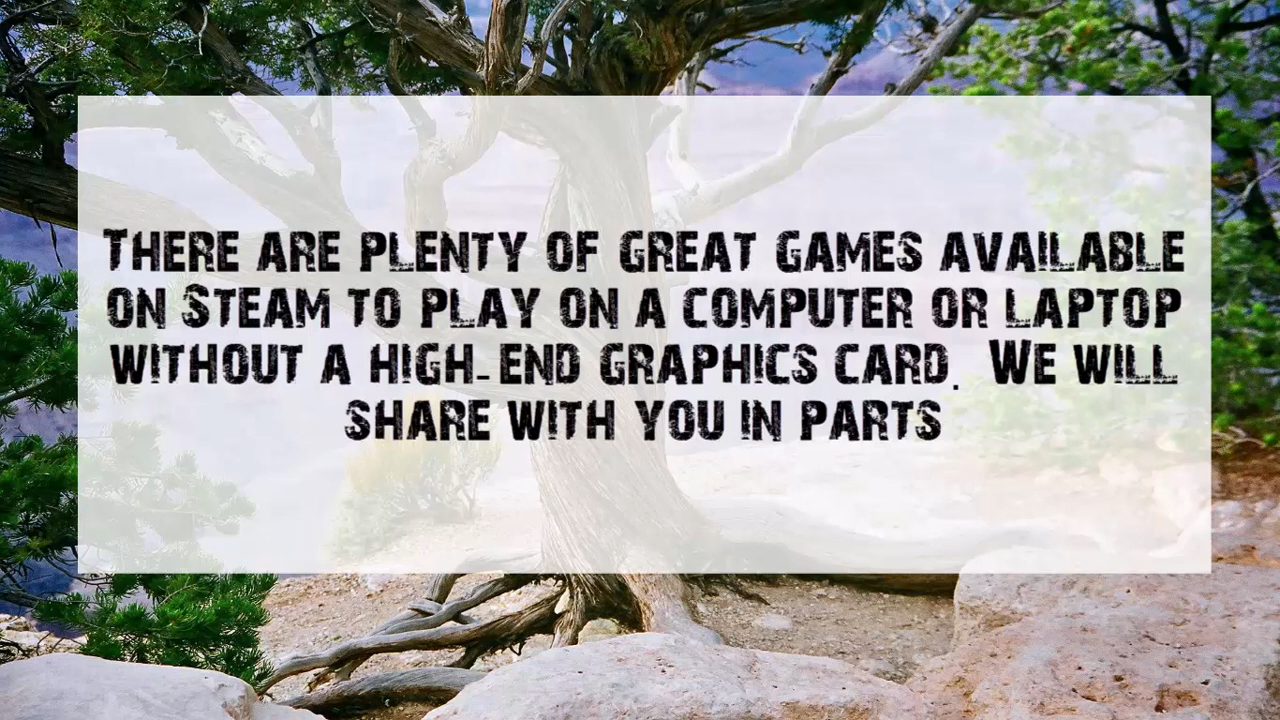 There are plenty of great Games available
on Steam to play on a computer or laptop
without a high-end graphics card. We will
share with you in parts